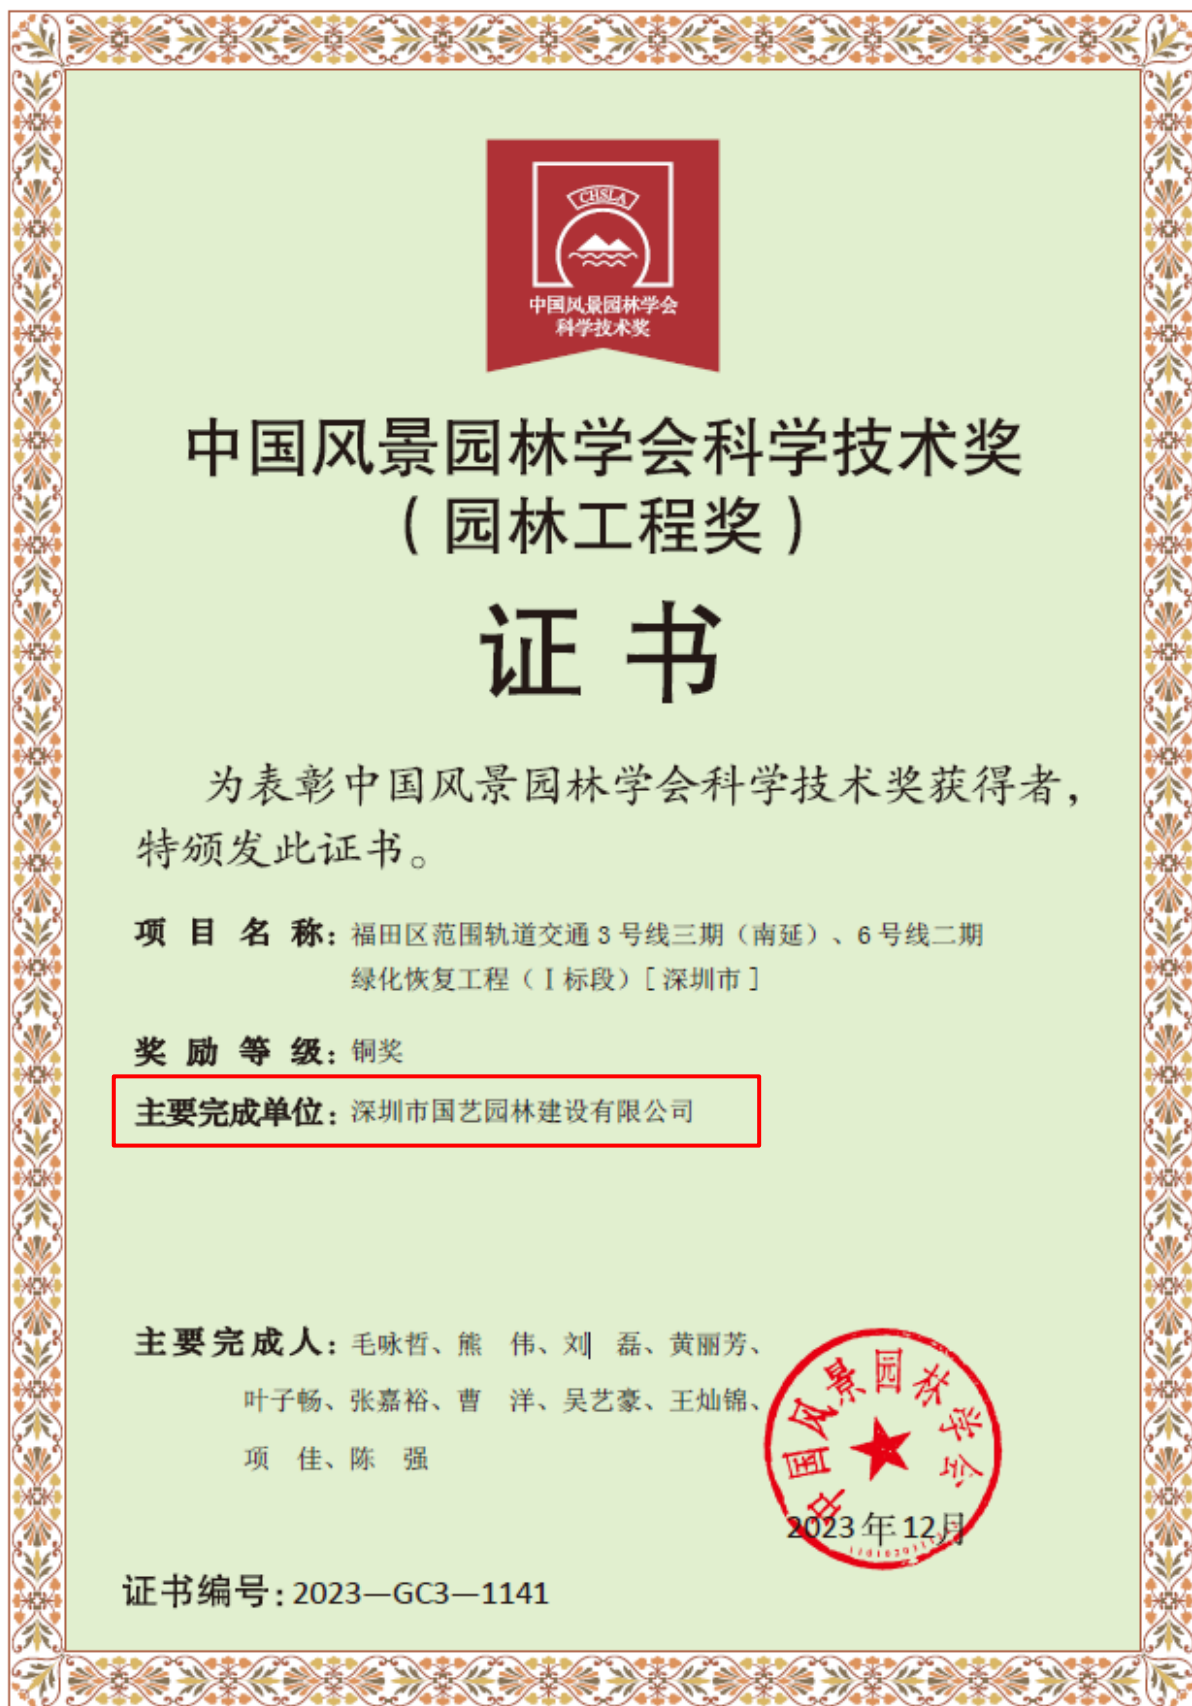 CHSLA
中国风景园林学会
科学技术奖
中国风景园林学会科学技术奖
（园林工程奖）
证书
为表彰中国风景园林学会科学技术奖获得者，
特颁发此证书。
项目名称：福田区范围轨道交通3号线三期（南延）、6号线二期
绿化恢复工程（Ⅰ标段）[深圳市]
奖励等级：铜奖
主要完成单位：深圳市国艺园林建设有限公司
主要完成人：毛咏哲、熊　伟、刘　磊、黄丽芳、
叶子畅、张嘉裕、曹　洋、吴艺豪、王灿锦、
项　佳、陈　强
中国风景园林学会
2023年12月
证书编号：2023—GC3—1141